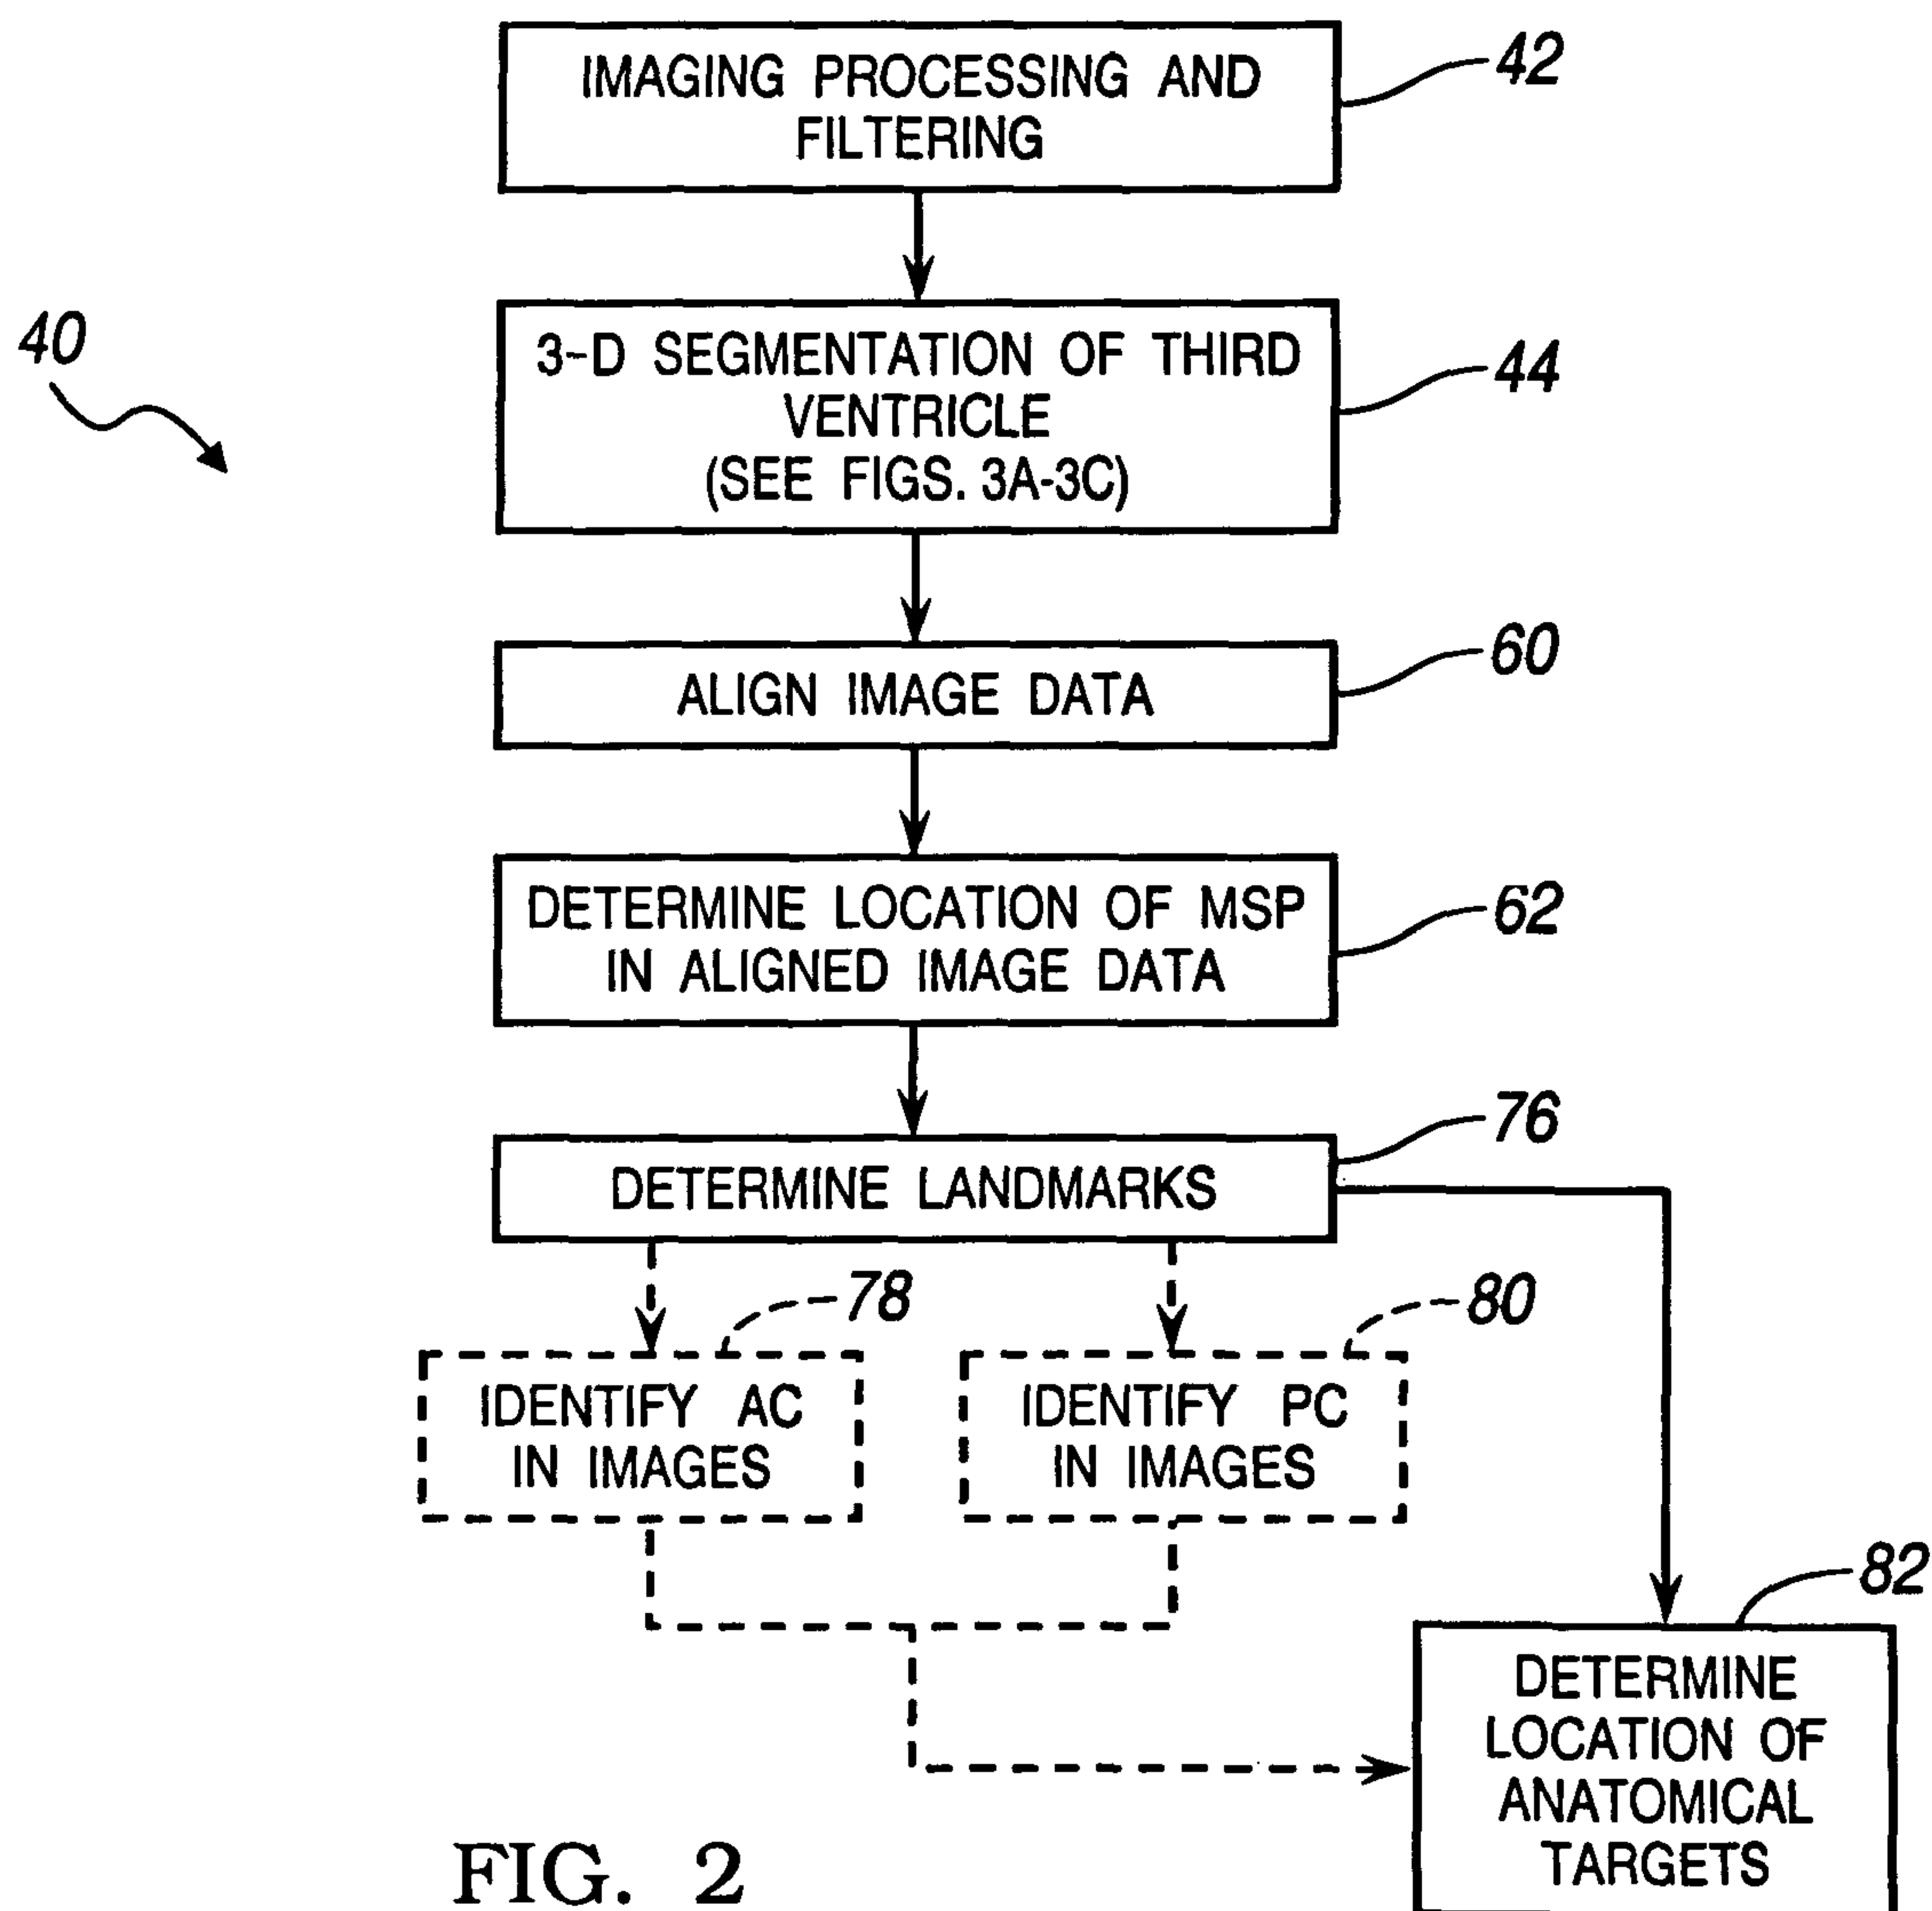 IMAGING PROCESSING AND
FILTERING
42
40
3-D SEGMENTATION OF THIRD
VENTRICLE
(SEE FIGS. 3A-3C)
44
ALIGN IMAGE DATA
60
DETERMINE LOCATION OF MSP
IN ALIGNED IMAGE DATA
62
DETERMINE LANDMARKS
76
78
IDENTIFY AC
IN IMAGES
80
IDENTIFY PC
IN IMAGES
82
DETERMINE
LOCATION OF
ANATOMICAL
TARGETS
FIG. 2